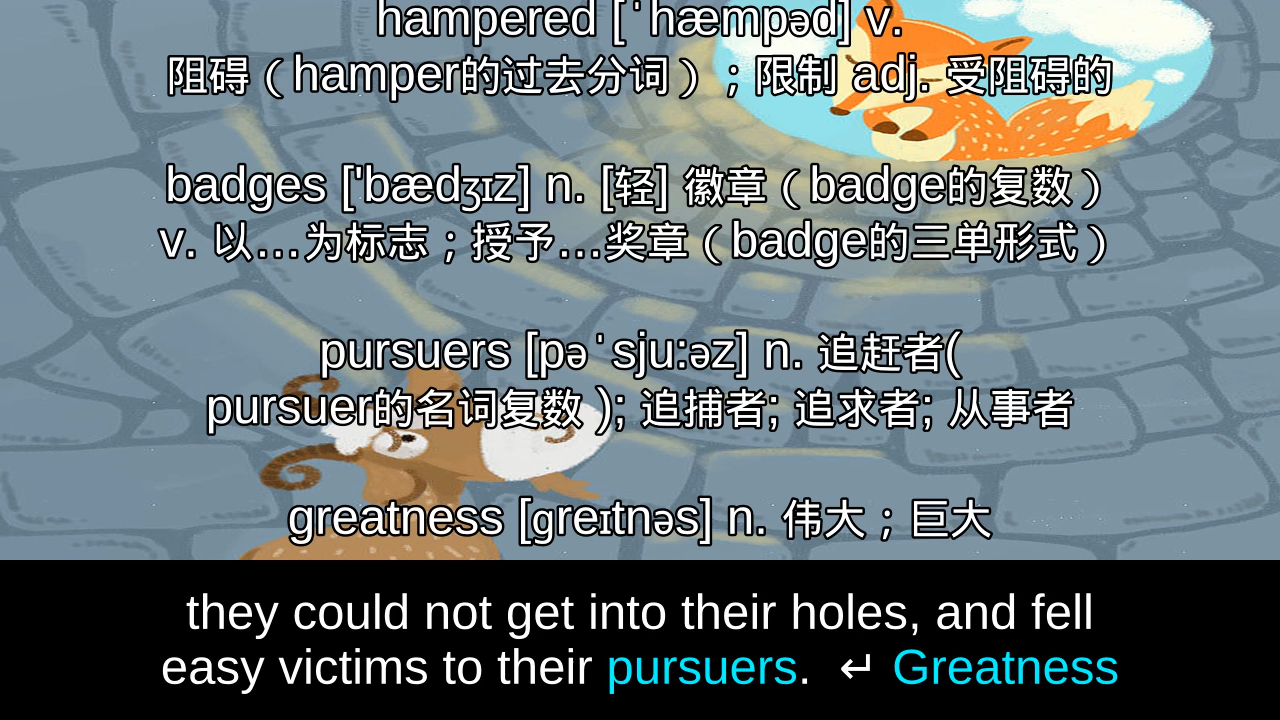 hampered [ˈhæmpəd] v.
阻碍（hamper的过去分词）；限制 adj. 受阻碍的
badges ['bædʒɪz] n. [轻] 徽章（badge的复数）
v. 以…为标志；授予…奖章（badge的三单形式）
pursuers [pəˈsju:əz] n. 追赶者(
pursuer的名词复数 ); 追捕者; 追求者; 从事者
greatness [greɪtnəs] n. 伟大；巨大
they could not get into their holes, and fell
easy victims to their pursuers. ↵ Greatness